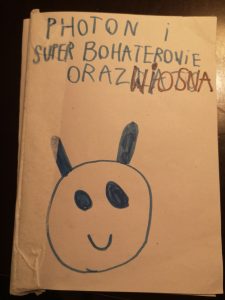 PHOTON i
SUPER BOHATEROVIE
ORAZ WIOSNA